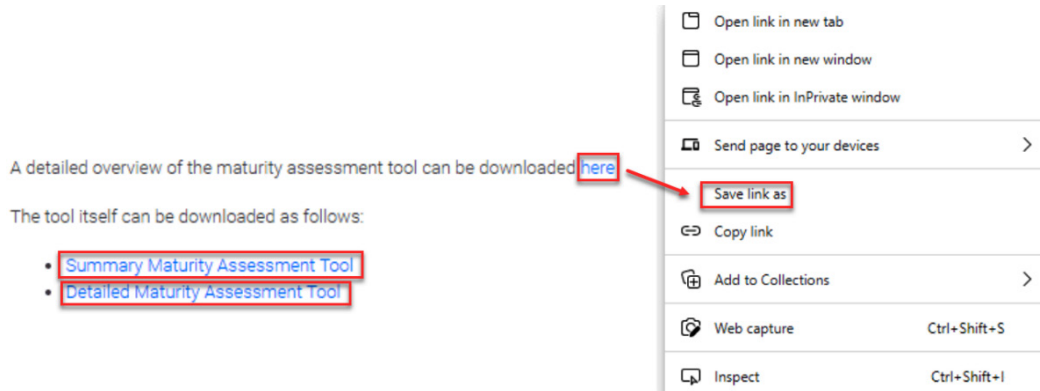 A detailed overview of the maturity assessment tool can be downloaded here
The tool itself can be downloaded as follows:
• Summary Maturity Assessment Tool
• Detailed Maturity Assessment Tool
Open link in new tab
Open link in new window
Open link in InPrivate window
Send page to your devices
Save link as
Copy link
Add to Collections
Web capture Ctrl+Shift+S
Inspect Ctrl+Shift+I